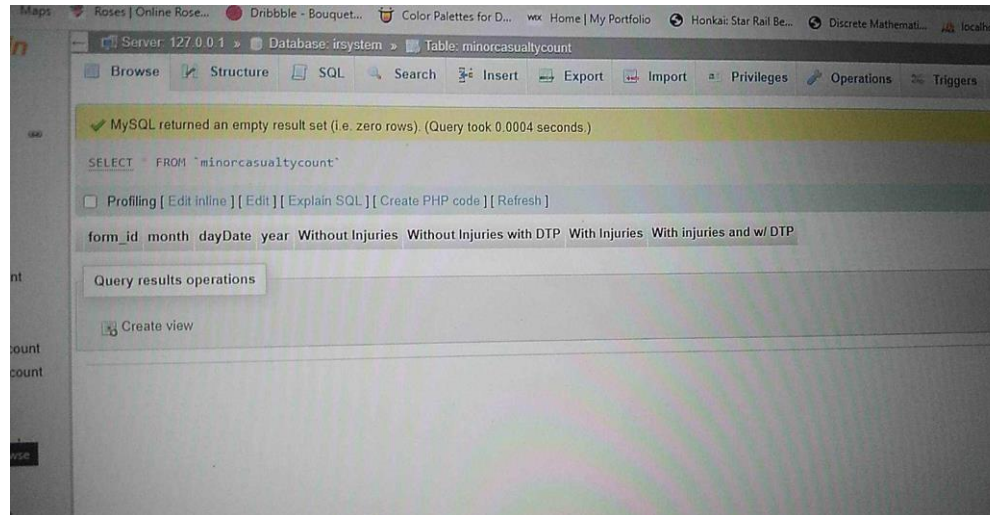 Maps Roses | Online Rose... Dribbble - Bouquet... Color Palettes for D... WIX Home | My Portfolio Honkai: Star Rail Be... Discrete Mathemati... localh
in
Server: 127.0.0.1 » Database: irsystem » Table: minorcasualtycount
Browse Structure SQL Search Insert Export Import Privileges Operations Triggers
MySQL returned an empty result set (i.e. zero rows). (Query took 0.0004 seconds.)
SELECT * FROM `minorcasualtycount`
Profiling [ Edit inline ] [ Edit ] [ Explain SQL ] [ Create PHP code ] [ Refresh ]
form_id month dayDate year Without Injuries Without Injuries with DTP With Injuries With injuries and w/ DTP
nt
Query results operations
Create view
count
count
wse